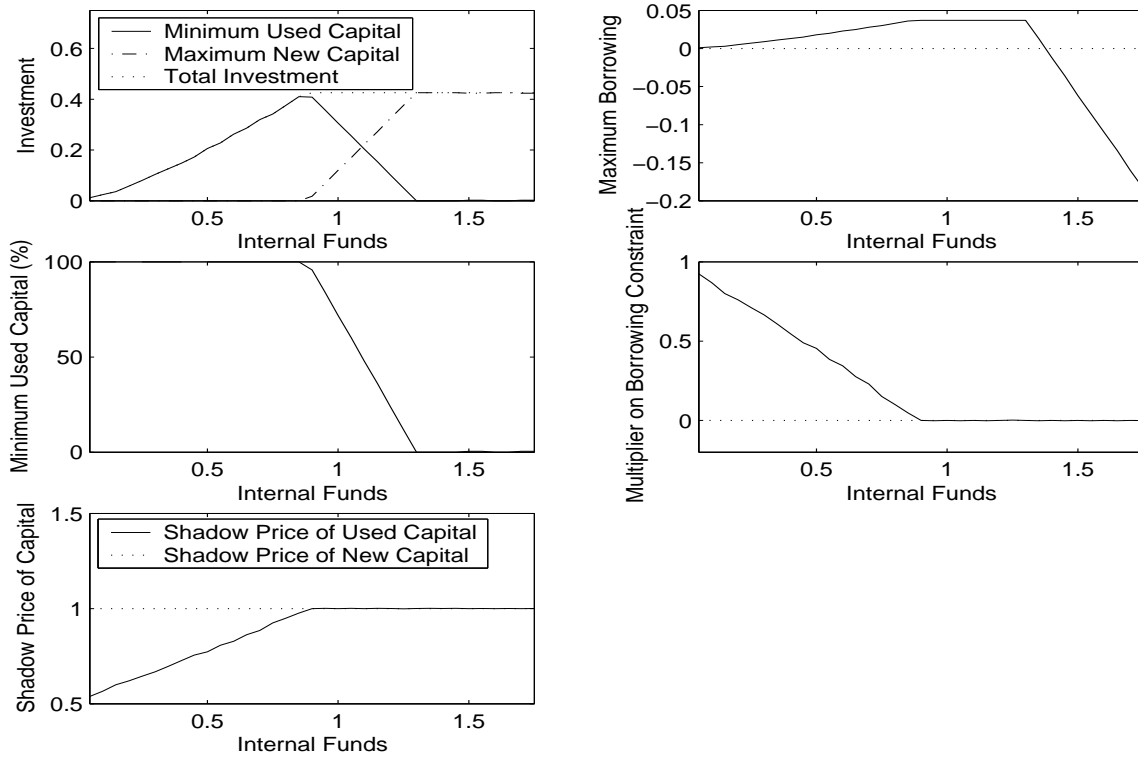 Investment
0.6
0.4
0.2
0
Minimum Used Capital
Maximum New Capital
Total Investment
0.5
1
1.5
Internal Funds
Maximum Borrowing
0.05
0
−0.05
−0.1
−0.15
−0.2
0.5
1
1.5
Internal Funds
Minimum Used Capital (%)
100
50
0
0.5
1
1.5
Internal Funds
Multiplier on Borrowing Constraint
1
0.5
0
0.5
1
1.5
Internal Funds
Shadow Price of Capital
1.5
1
0.5
Shadow Price of Used Capital
Shadow Price of New Capital
0.5
1
1.5
Internal Funds